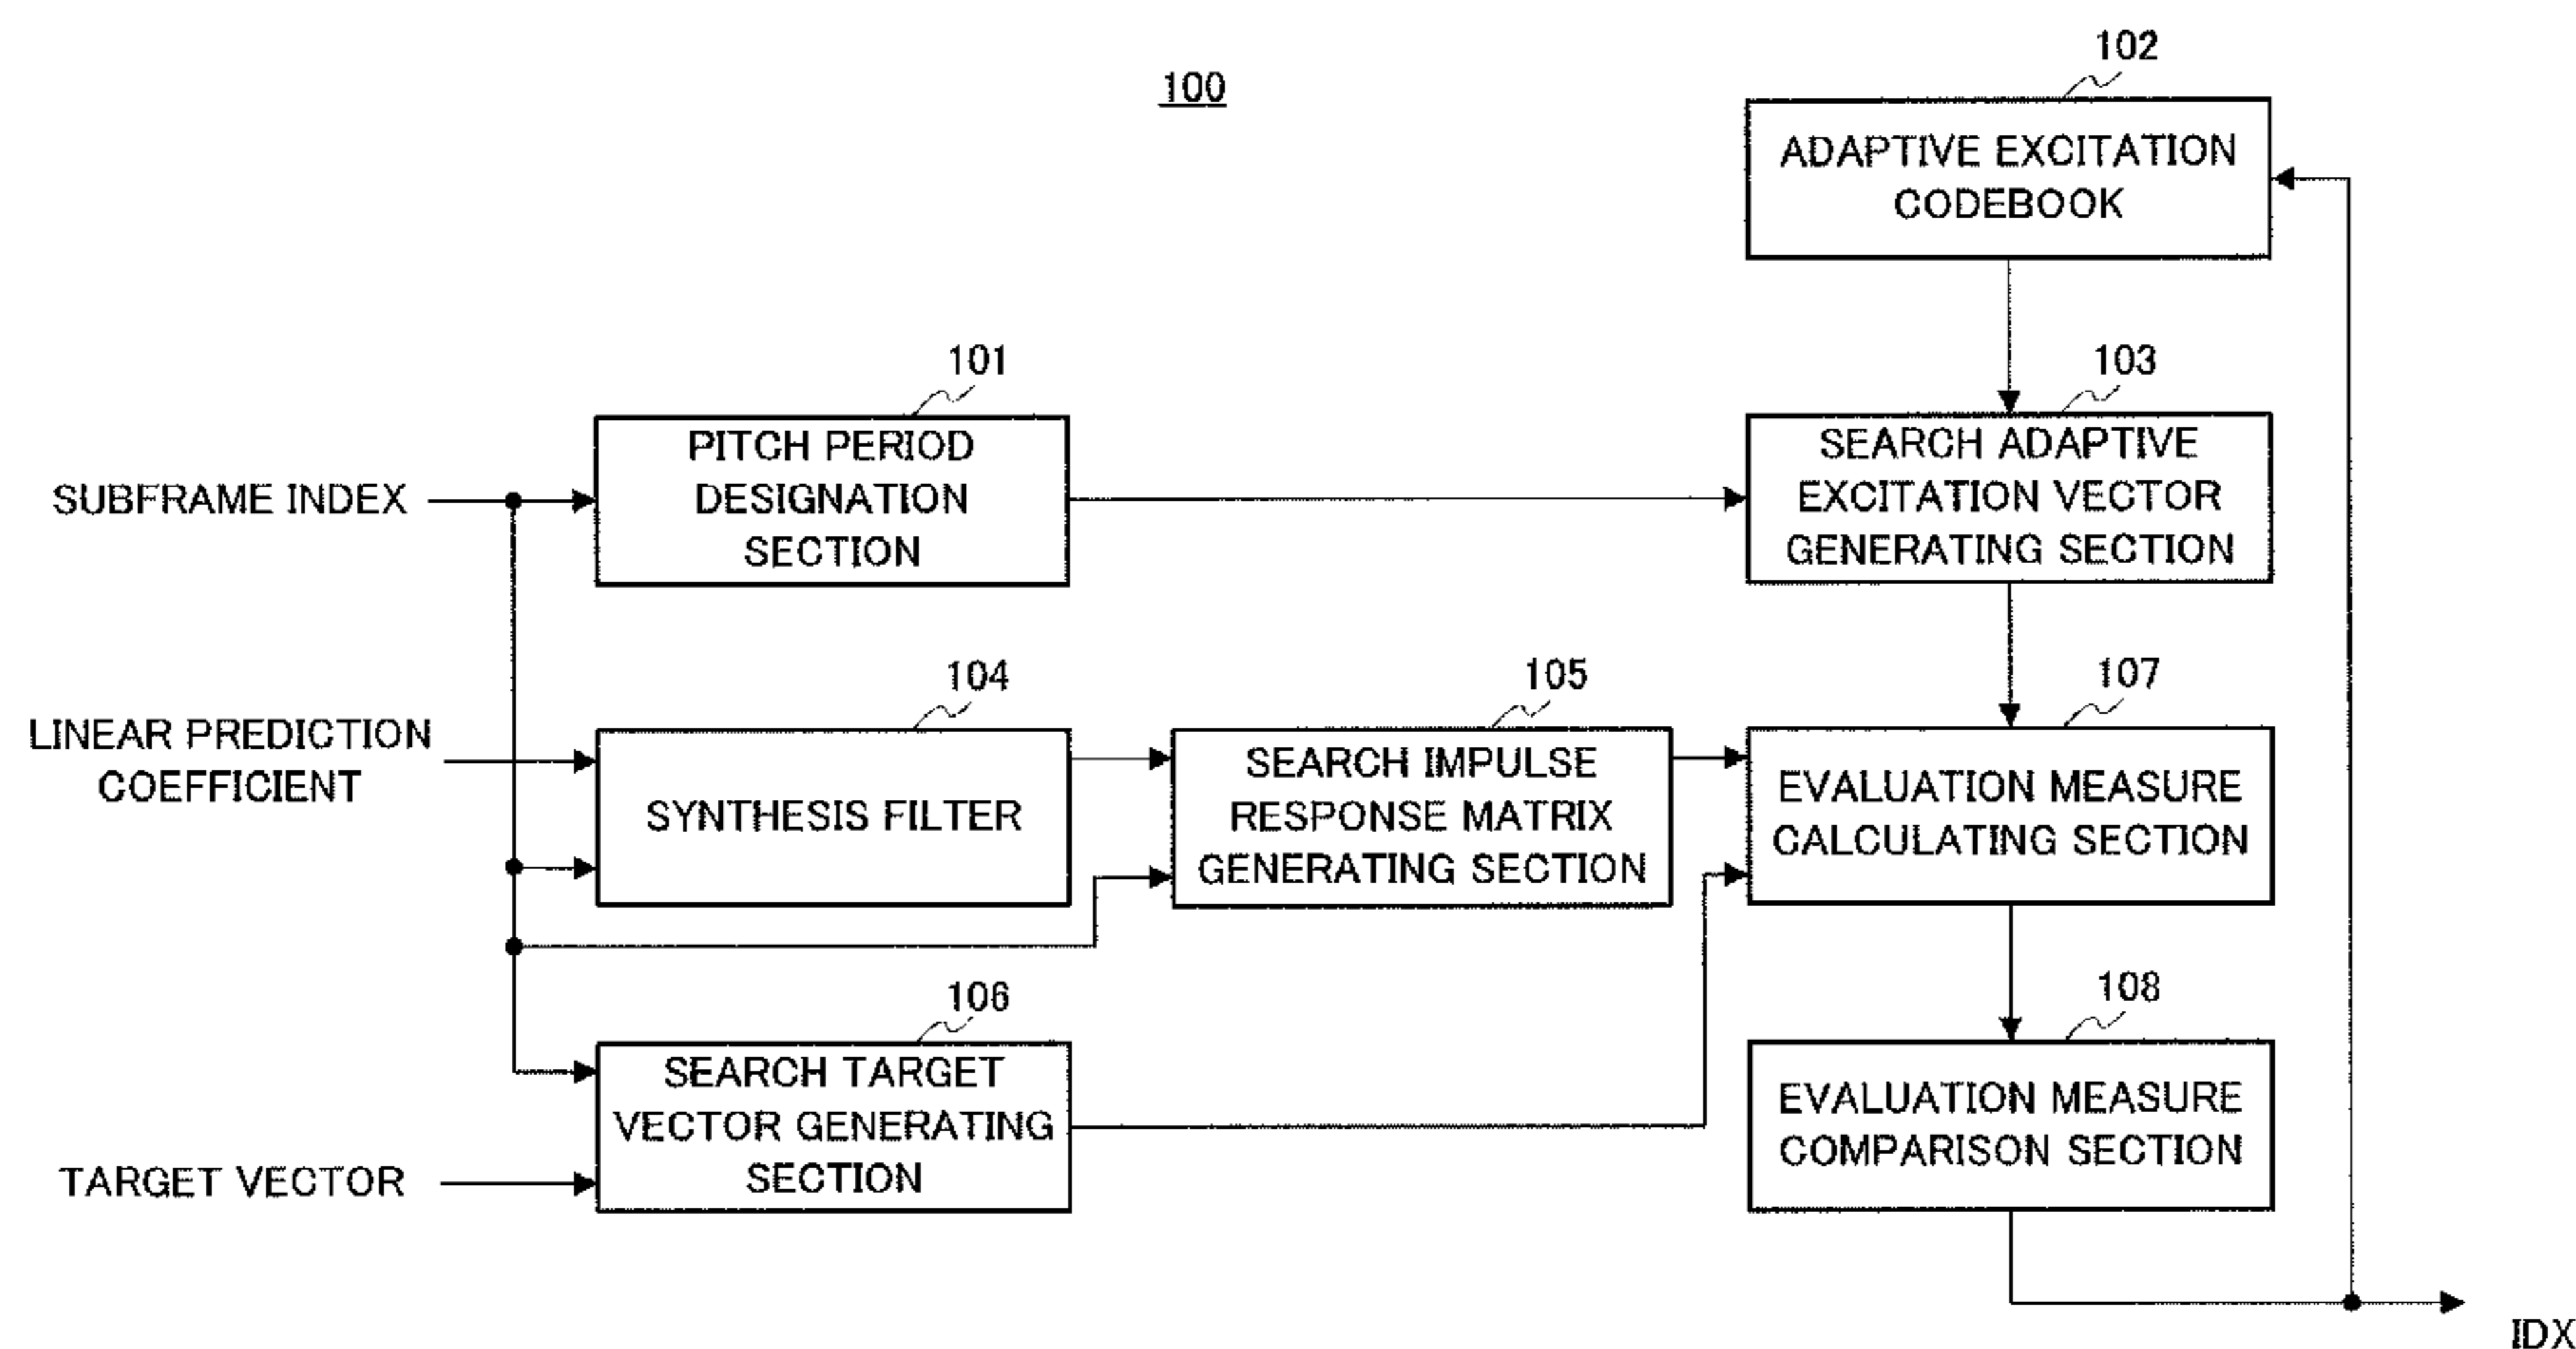 100
102
ADAPTIVE EXCITATION
CODEBOOK
101
PITCH PERIOD
DESIGNATION
SECTION
103
SEARCH ADAPTIVE
EXCITATION VECTOR
GENERATING SECTION
SUBFRAME INDEX
LINEAR PREDICTION
COEFFICIENT
104
SYNTHESIS FILTER
105
SEARCH IMPULSE
RESPONSE MATRIX
GENERATING SECTION
107
EVALUATION MEASURE
CALCULATING SECTION
106
SEARCH TARGET
VECTOR GENERATING
SECTION
TARGET VECTOR
108
EVALUATION MEASURE
COMPARISON SECTION
IDX